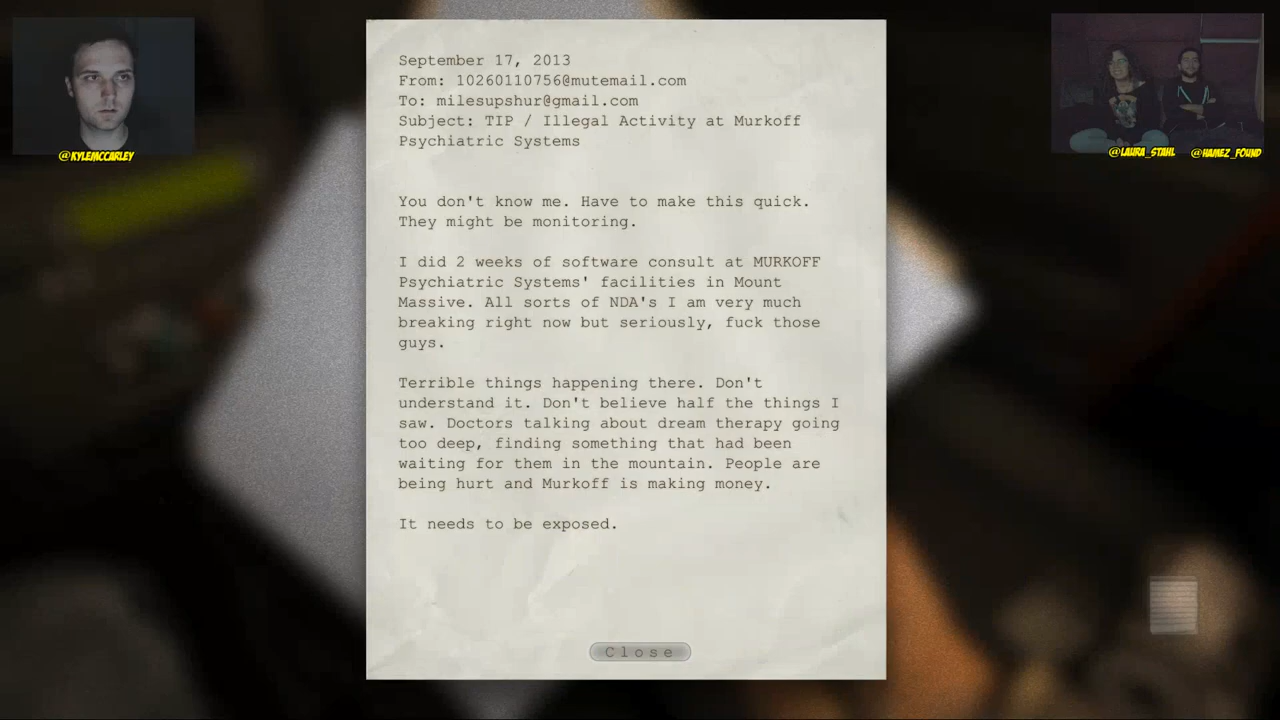 September 17, 2013
From: 10260110756@mutemail.com
To: milesupshur@gmail.com
Subject: TIP / Illegal Activity at Murkoff
Psychiatric Systems
You don't know me. Have to make this quick.
They might be monitoring.
I did 2 weeks of software consult at MURKOFF
Psychiatric Systems' facilities in Mount
Massive. All sorts of NDA's I am very much
breaking right now but seriously, fuck those
guys.
Terrible things happening there. Don't
understand it. Don't believe half the things I
saw. Doctors talking about dream therapy going
too deep, finding something that had been
waiting for them in the mountain. People are
being hurt and Murkoff is making money.
It needs to be exposed.
Close
@KYLEMCCARLEY
@LAURA_STAHL @HAMEZ_FOUND